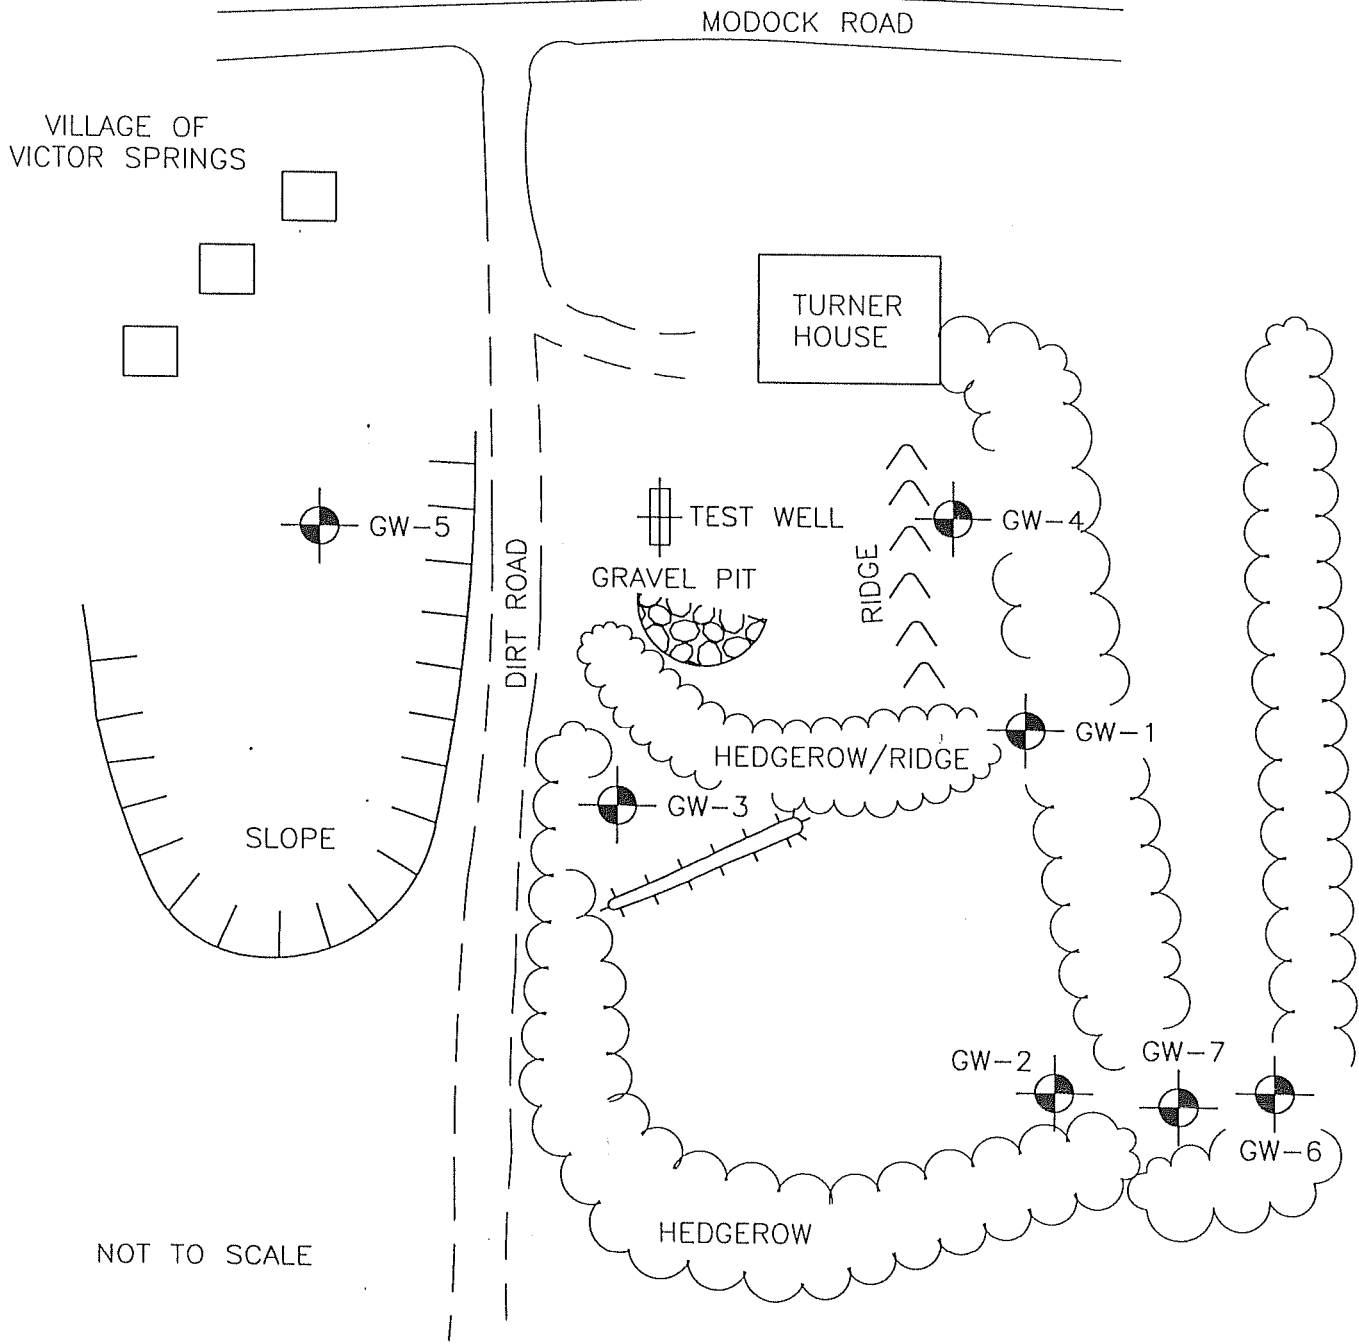 MODOCK ROAD
VILLAGE OF
VICTOR SPRINGS
TURNER
HOUSE
GW-5
TEST WELL
GW-4
GRAVEL PIT
RIDGE
DIRT ROAD
GW-1
HEDGEROW/RIDGE
GW-3
SLOPE
GW-2
GW-7
GW-6
HEDGEROW
NOT TO SCALE